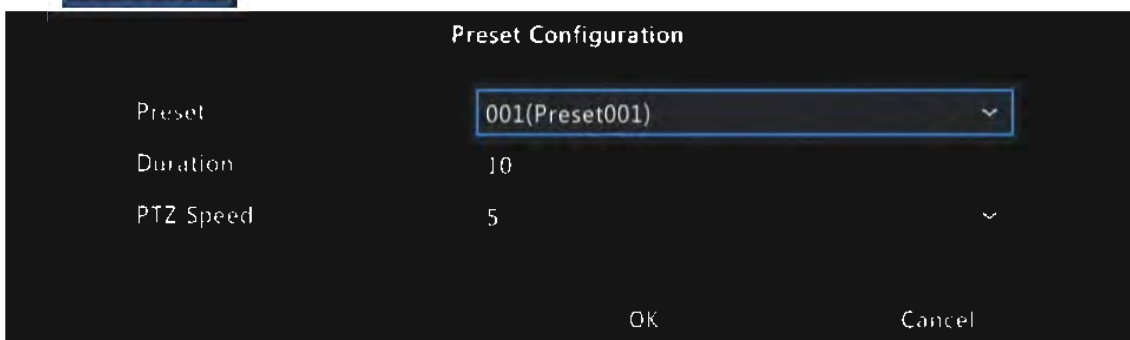 Preset Configuration
Preset 001(Preset001)
Duration 10
PTZ Speed 5
OK Cancel